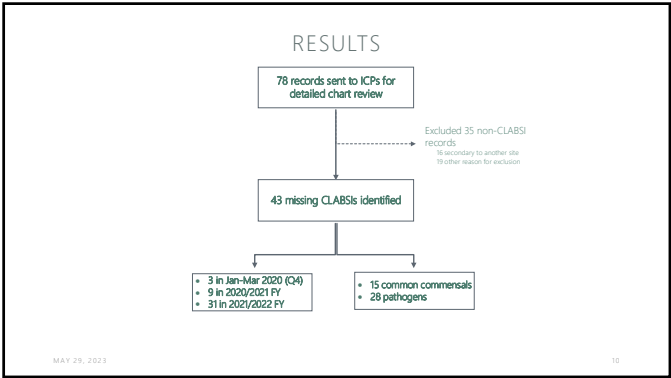 RESULTS
78 records sent to ICPs for
detailed chart review
Excluded 35 non-CLABSI
records
16 secondary to another site
19 other reason for exclusion
43 missing CLABSIs identified
• 3 in Jan-Mar 2020 (Q4)
• 9 in 2020/2021 FY
• 31 in 2021/2022 FY
• 15 common commensals
• 28 pathogens
MAY 29, 2023
10